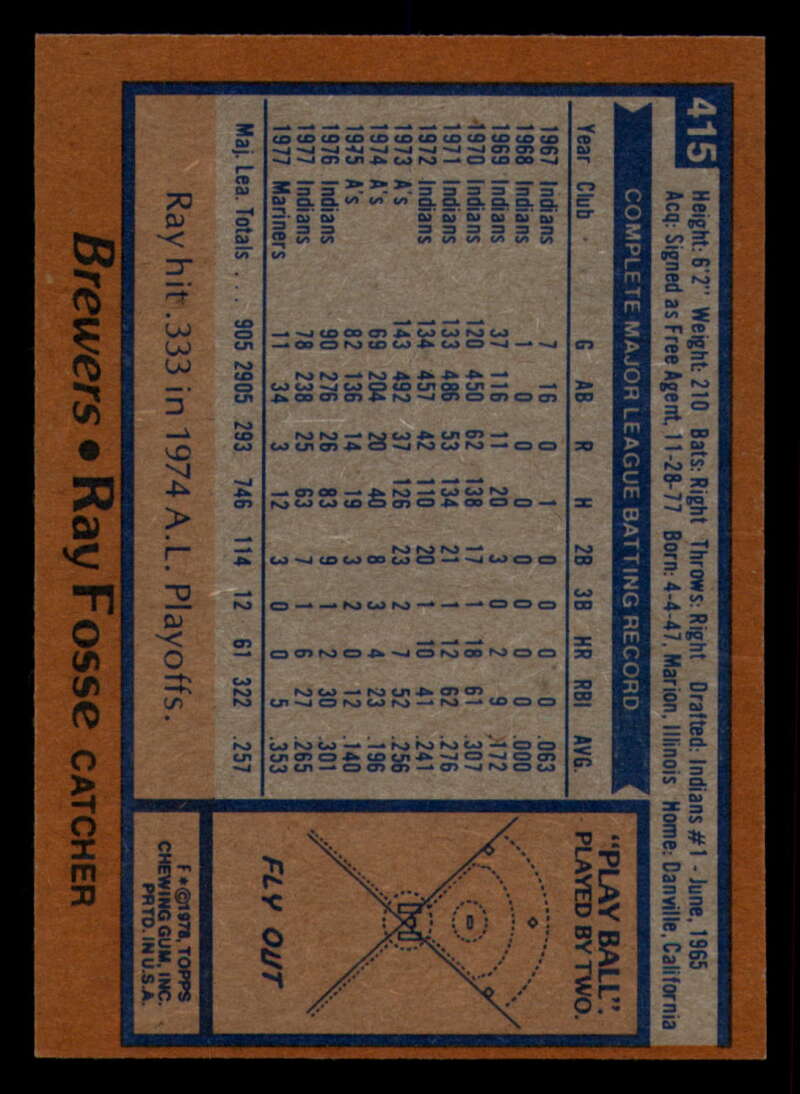 415
Height: 6'2" Weight: 210 Bats: Right Throws: Right Drafted: Indians #1 - June, 1965
Acq: Signed as Free Agent, 11-28-77 Born: 4-4-47, Marion, Illinois Home: Danville, California
COMPLETE MAJOR LEAGUE BATTING RECORD
Year Club G AB R H 2B 3B HR RBI AVG.
1967 Indians 7 16 0 1 0 0 0 0 .063
1968 Indians 1 0 0 0 0 0 0 0 .000
1969 Indians 37 116 11 20 3 0 2 9 .172
1970 Indians 120 450 62 138 17 1 18 61 .307
1971 Indians 133 486 53 134 21 1 12 62 .276
1972 Indians 134 457 42 110 20 1 10 41 .241
1973 A's 143 492 37 126 23 2 7 52 .256
1974 A's 69 204 20 40 8 3 4 23 .196
1975 A's 82 136 14 19 3 2 0 12 .140
1976 Indians 90 276 26 83 9 1 2 30 .301
1977 Indians 78 238 25 63 7 1 6 27 .265
1977 Mariners 11 34 3 12 3 0 0 5 .353
Maj. Lea. Totals . . . 905 2905 293 746 114 12 61 322 .257
Ray hit .333 in 1974 A.L. Playoffs.
"PLAY BALL".
PLAYED BY TWO.
FLY OUT
F*©1978, TOPPS
CHEWING GUM, INC.
PRTD. IN U.S.A.
Brewers • Ray Fosse CATCHER